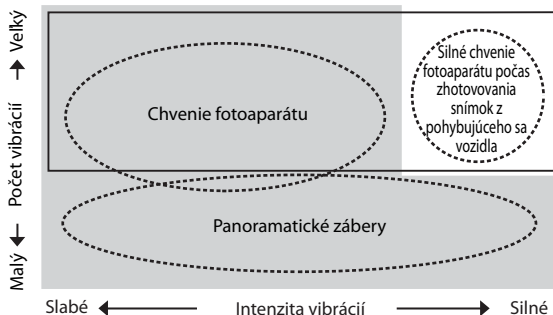 Veľký
Počet vibrácií
Malý
Chvenie fotoaparátu
Silné chvenie
fotoaparátu počas
zhotovovania
snímok z
pohybujúceho sa
vozidla
Panoramatické zábery
Slabé
Intenzita vibrácií
Silné